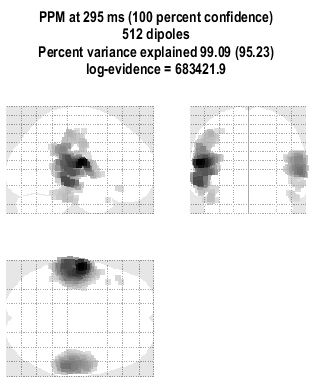 PPM at 295 ms (100 percent confidence)
512 dipoles
Percent variance explained 99.09 (95.23)
log-evidence = 683421.9